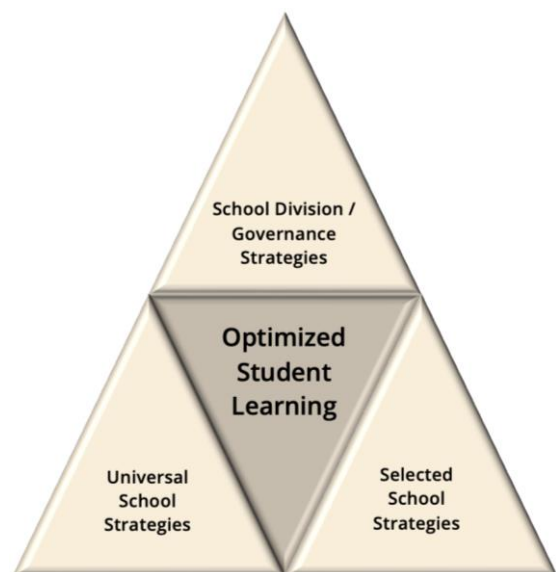 School Division /
Governance
Strategies
Optimized
Student
Learning
Universal
School
Strategies
Selected
School
Strategies